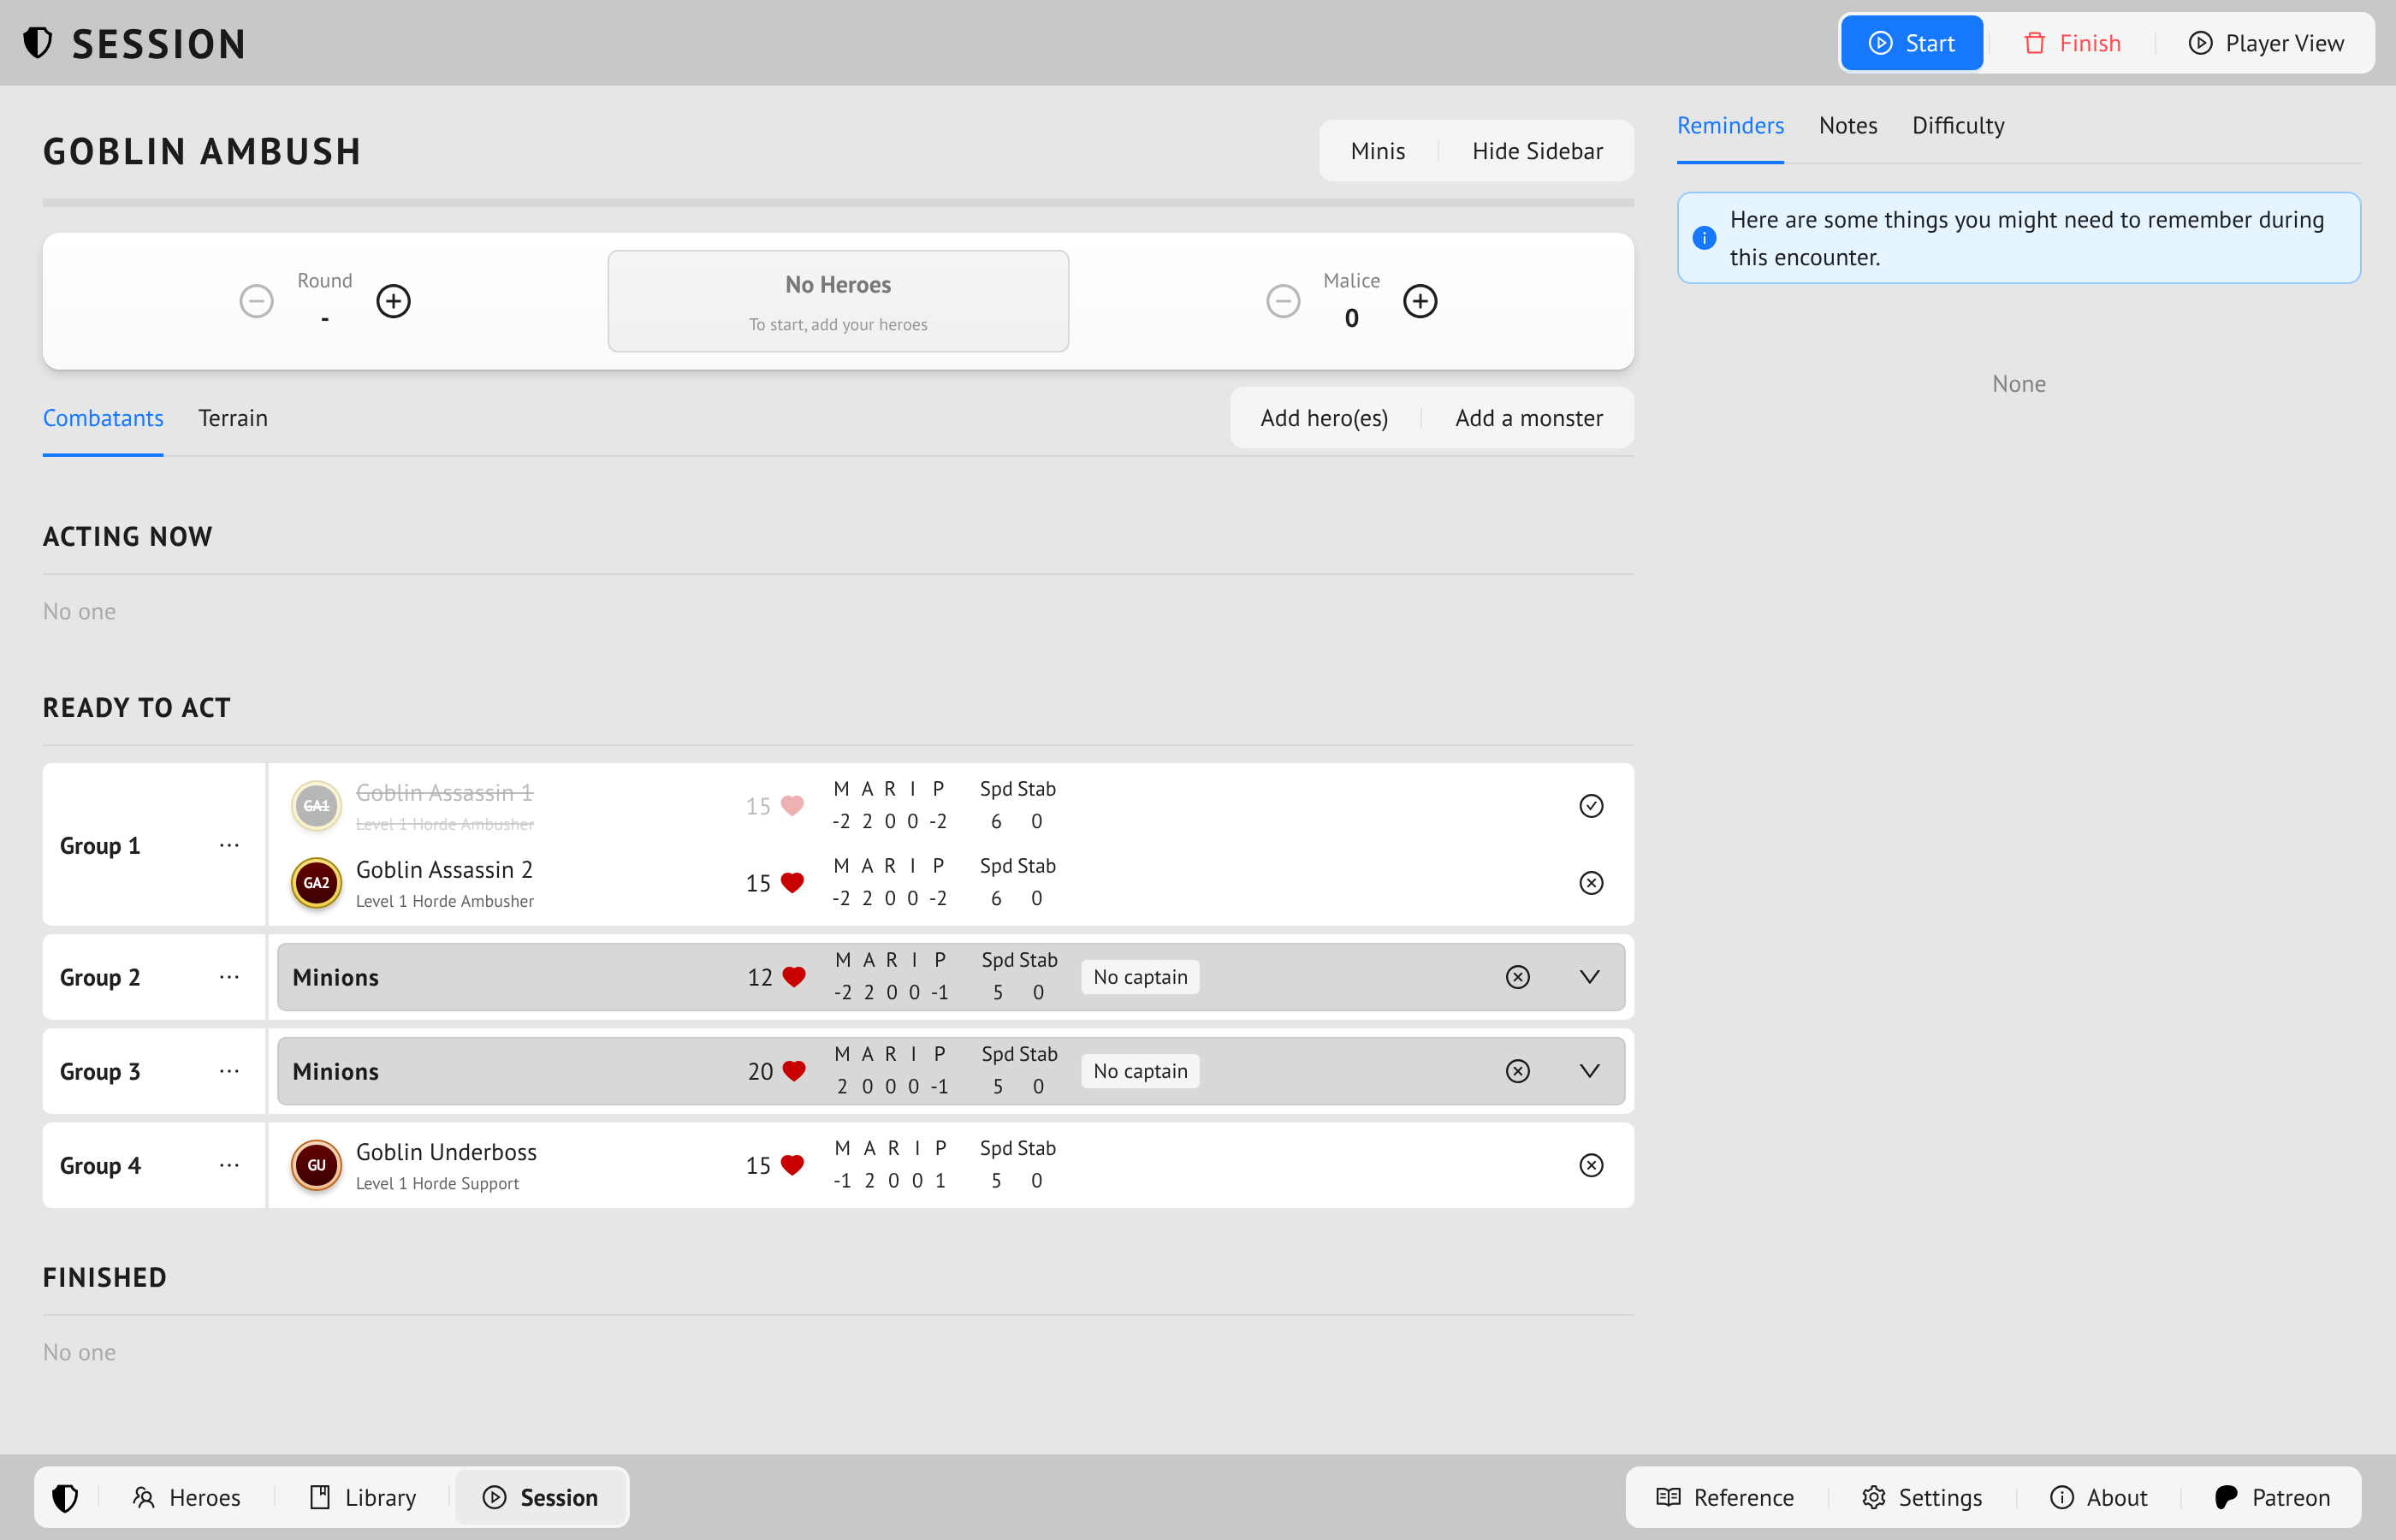 SESSION
Start
Finish
Player View
GOBLIN AMBUSH
Minis
Hide Sidebar
Round
-
No Heroes
To start, add your heroes
Malice
0
Combatants
Terrain
Add hero(es)
Add a monster
ACTING NOW
No one
READY TO ACT
Group 1
GA1
Goblin Assassin 1
Level 1 Horde Ambusher
15
M A R I P Spd Stab
-2 2 0 0 -2 6 0
GA2
Goblin Assassin 2
Level 1 Horde Ambusher
15
M A R I P Spd Stab
-2 2 0 0 -2 6 0
Group 2
Minions
12
M A R I P Spd Stab
-2 2 0 0 -1 5 0
No captain
Group 3
Minions
20
M A R I P Spd Stab
2 0 0 0 -1 5 0
No captain
Group 4
GU
Goblin Underboss
Level 1 Horde Support
15
M A R I P Spd Stab
-1 2 0 0 1 5 0
FINISHED
No one
Reminders
Notes
Difficulty
Here are some things you might need to remember during
this encounter.
None
Heroes
Library
Session
Reference
Settings
About
Patreon